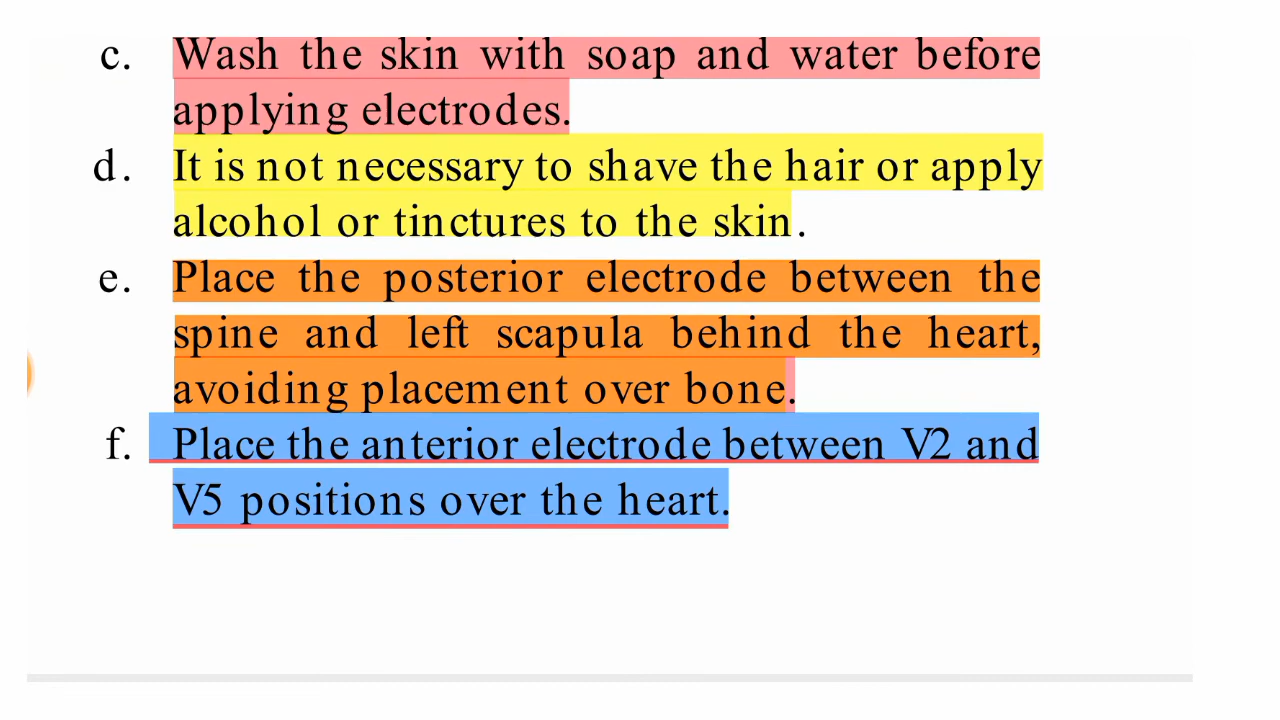 c. Wash the skin with soap and water before
applying electrodes.
d. It is not necessary to shave the hair or apply
alcohol or tinctures to the skin.
e. Place the posterior electrode between the
spine and left scapula behind the heart,
avoiding placement over bone.
f. Place the anterior electrode between V2 and
V5 positions over the heart.